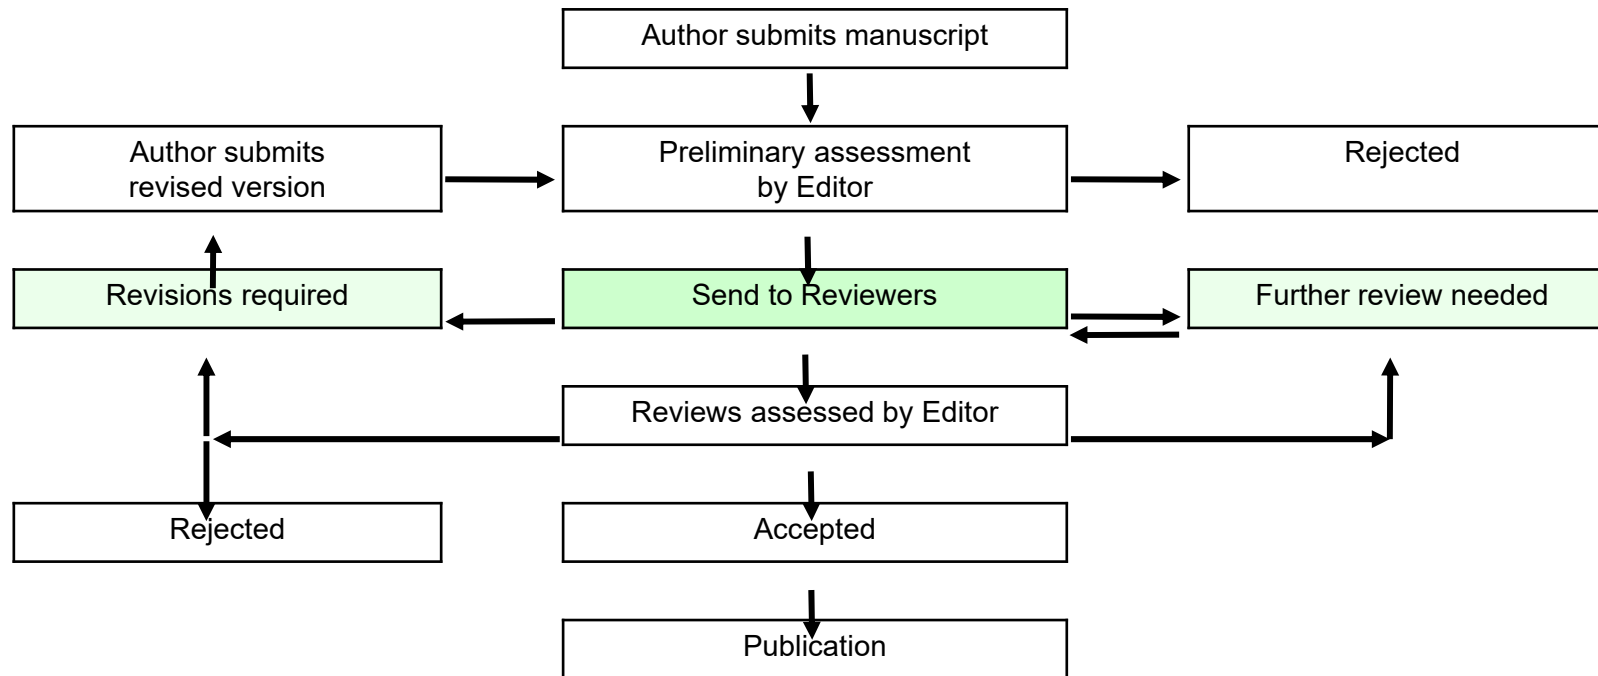 Author submits manuscript
Author submits
revised version
Preliminary assessment
by Editor
Rejected
Revisions required
Send to Reviewers
Further review needed
Reviews assessed by Editor
Rejected
Accepted
Publication